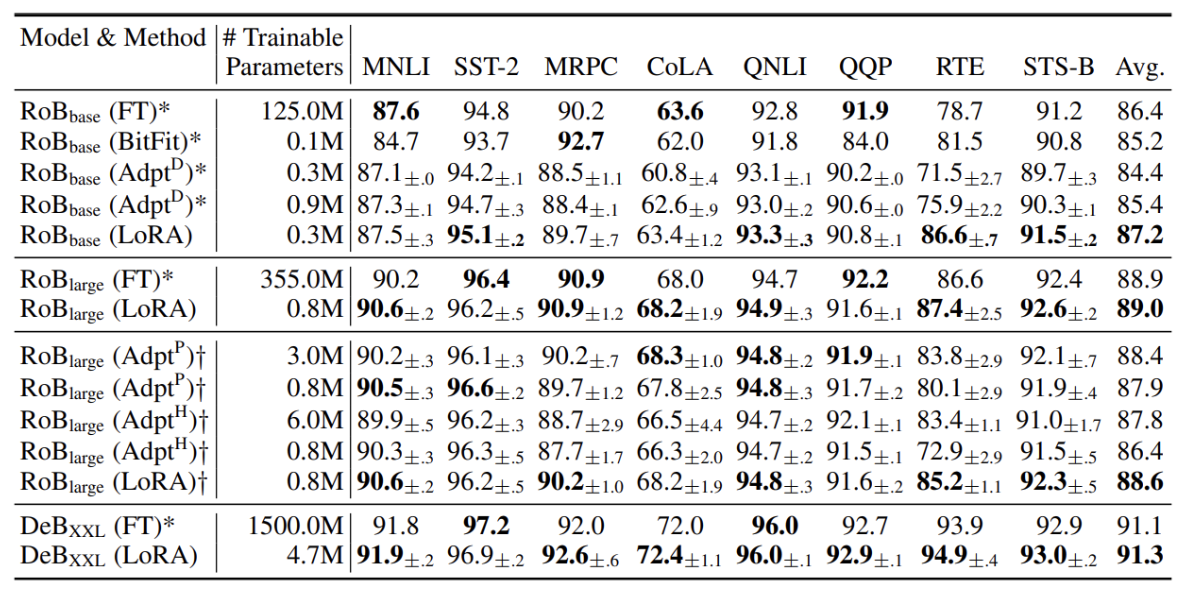 Model & Method # Trainable
Parameters MNLI SST-2 MRPC CoLA QNLI QQP RTE STS-B Avg.
RoBbase (FT)* 125.0M 87.6 94.8 90.2 63.6 92.8 91.9 78.7 91.2 86.4
RoBbase (BitFit)* 0.1M 84.7 93.7 92.7 62.0 91.8 84.0 81.5 90.8 85.2
RoBbase (AdptD)* 0.3M 87.1±.0 94.2±.1 88.5±1.1 60.8±.4 93.1±.1 90.2±.0 71.5±2.7 89.7±.3 84.4
RoBbase (AdptD)* 0.9M 87.3±.1 94.7±.3 88.4±.1 62.6±.9 93.0±.2 90.6±.0 75.9±2.2 90.3±.1 85.4
RoBbase (LoRA) 0.3M 87.5±.3 95.1±.2 89.7±.7 63.4±1.2 93.3±.3 90.8±.1 86.6±.7 91.5±.2 87.2
RoBlarge (FT)* 355.0M 90.2 96.4 90.9 68.0 94.7 92.2 86.6 92.4 88.9
RoBlarge (LoRA) 0.8M 90.6±.2 96.2±.5 90.9±1.2 68.2±1.9 94.9±.3 91.6±.1 87.4±2.5 92.6±.2 89.0
RoBlarge (AdptP)† 3.0M 90.2±.3 96.1±.3 90.2±.7 68.3±1.0 94.8±.2 91.9±.1 83.8±2.9 92.1±.7 88.4
RoBlarge (AdptP)† 0.8M 90.5±.3 96.6±.2 89.7±1.2 67.8±2.5 94.8±.3 91.7±.2 80.1±2.9 91.9±.4 87.9
RoBlarge (AdptH)† 6.0M 89.9±.5 96.2±.3 88.7±2.9 66.5±4.4 94.7±.2 92.1±.1 83.4±1.1 91.0±1.7 87.8
RoBlarge (AdptH)† 0.8M 90.3±.3 96.3±.5 87.7±1.7 66.3±2.0 94.7±.2 91.5±.1 72.9±2.9 91.5±.5 86.4
RoBlarge (LoRA)† 0.8M 90.6±.2 96.2±.5 90.2±1.0 68.2±1.9 94.8±.3 91.6±.2 85.2±1.1 92.3±.5 88.6
DeBXXL (FT)* 1500.0M 91.8 97.2 92.0 72.0 96.0 92.7 93.9 92.9 91.1
DeBXXL (LoRA) 4.7M 91.9±.2 96.9±.2 92.6±.6 72.4±1.1 96.0±.1 92.9±.1 94.9±.4 93.0±.2 91.3